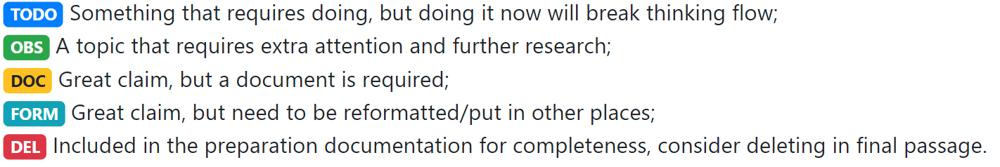 TODO Something that requires doing, but doing it now will break thinking flow;
OBS A topic that requires extra attention and further research;
DOC Great claim, but a document is required;
FORM Great claim, but need to be reformatted/put in other places;
DEL Included in the preparation documentation for completeness, consider deleting in final passage.